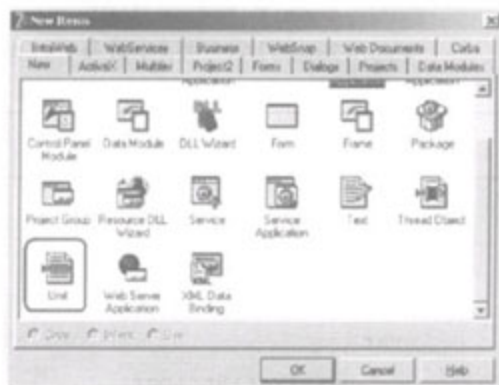 New Items
IntraWeb WebServices Business WebSnap Web Documents Corba
New ActiveX Multitier Project2 Forms Dialogs Projects Data Modules
Application Application
Control Panel Module Data Module DLL Wizard Form Frame Package
Project Group Resource DLL Wizard Service Service Application Text Thread Object
Unit Web Server Application XML Data Binding
Copy Inherit Use
OK Cancel Help